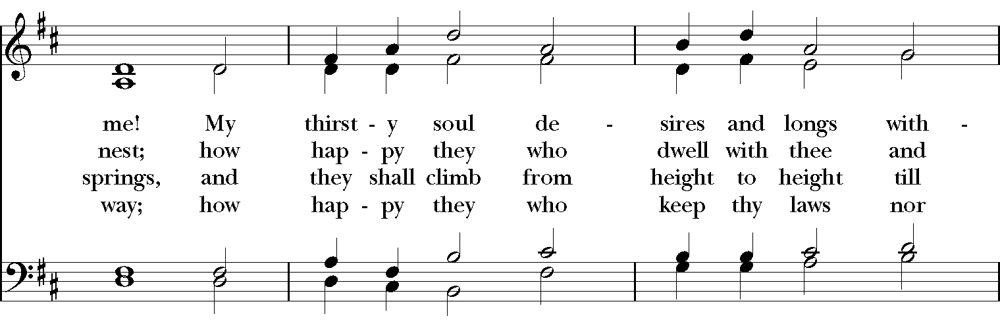 me! My thirst - y soul de - sires and longs with -
nest; how hap - py they who dwell with thee and
springs, and they shall climb from height to height till
way; how hap - py they who keep thy laws nor